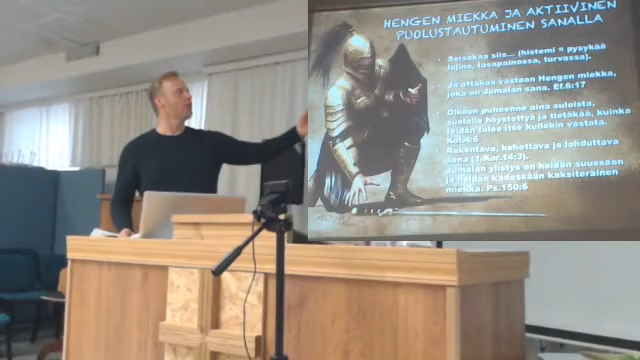 HENGEN MIEKKA JA AKTIIVINEN
PUOLUSTAUTUMINEN SANALLA
Seisokaa siis... (histemi = pysykää
lujina, tasapainossa, turvassa).
Ja ottakaa vastaan Hengen miekka,
joka on Jumalan sana. Ef.6:17
Olkoon puheenne aina suloista,
suolalla höystettyä ja tietäkää, kuinka
teidän tulee itse kullekin vastata.
Kol.4:6
Rakentava, kehottava ja lohduttava
sana (1.Kor.14:3).
Jumalan ylistys on heidän suussaan
ja heidän kädessään kaksiteräinen
miekka. Ps.150:6